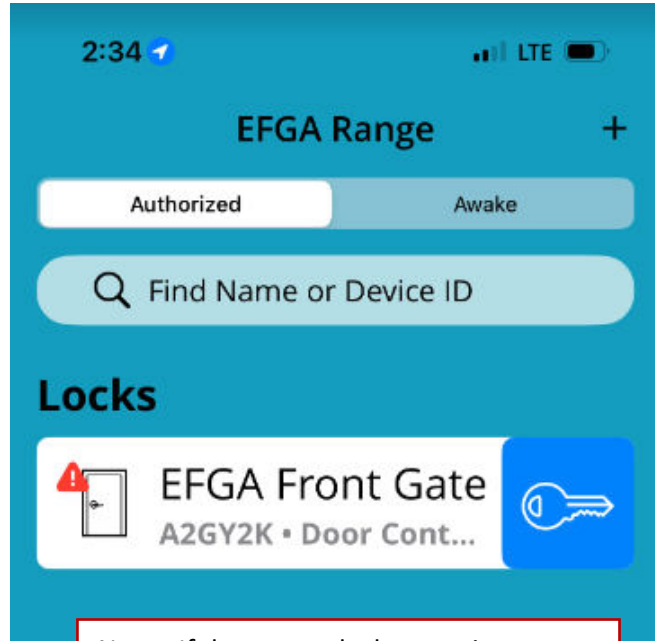 2:34
LTE
EFGA Range +
Authorized
Awake
Find Name or Device ID
Locks
EFGA Front Gate
A2GY2K • Door Cont...